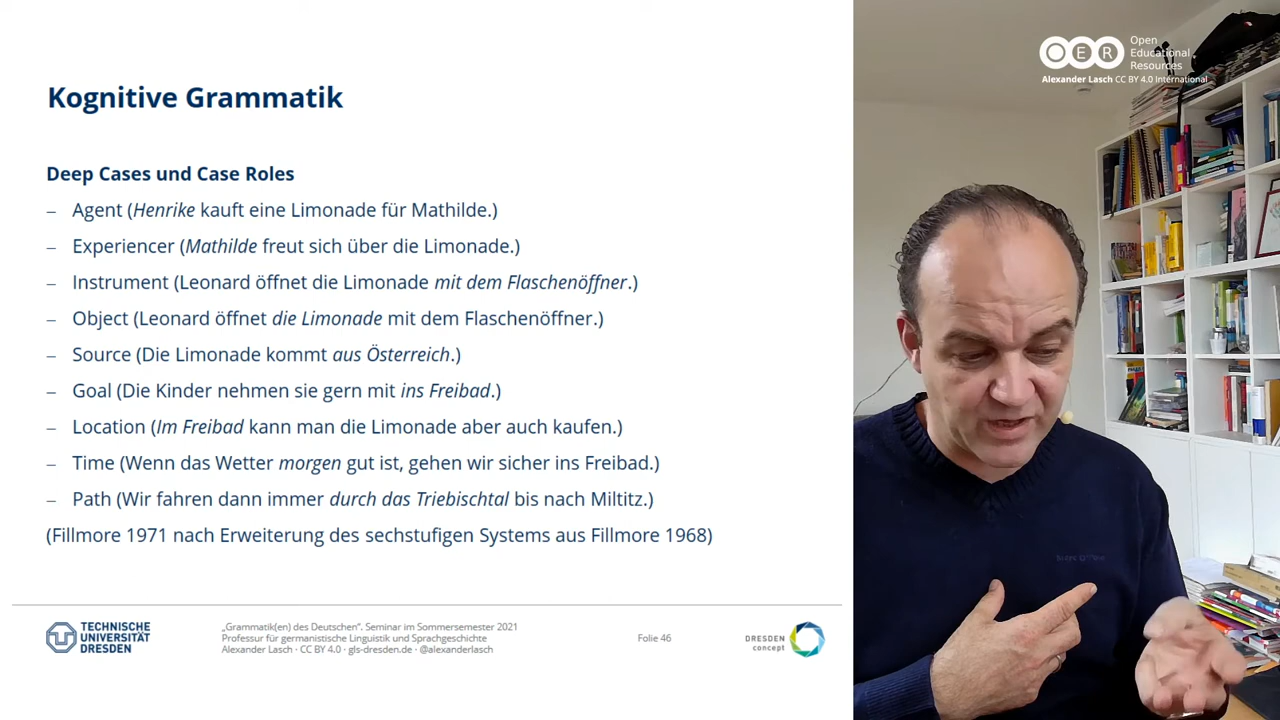 Kognitive Grammatik
Deep Cases und Case Roles
– Agent (Henrike kauft eine Limonade für Mathilde.)
– Experiencer (Mathilde freut sich über die Limonade.)
– Instrument (Leonard öffnet die Limonade mit dem Flaschenöffner.)
– Object (Leonard öffnet die Limonade mit dem Flaschenöffner.)
– Source (Die Limonade kommt aus Österreich.)
– Goal (Die Kinder nehmen sie gern mit ins Freibad.)
– Location (Im Freibad kann man die Limonade aber auch kaufen.)
– Time (Wenn das Wetter morgen gut ist, gehen wir sicher ins Freibad.)
– Path (Wir fahren dann immer durch das Triebischtal bis nach Miltitz.)
(Fillmore 1971 nach Erweiterung des sechstufigen Systems aus Fillmore 1968)
TECHNISCHE
UNIVERSITÄT
DRESDEN
„Grammatik(en) des Deutschen“. Seminar im Sommersemester 2021
Professur für germanistische Linguistik und Sprachgeschichte
Alexander Lasch · CC BY 4.0 · gls-dresden.de · @alexanderlasch
Folie 46
DRESDEN
concept
OER
Open
Educational
Resources
Alexander Lasch CC BY 4.0 International